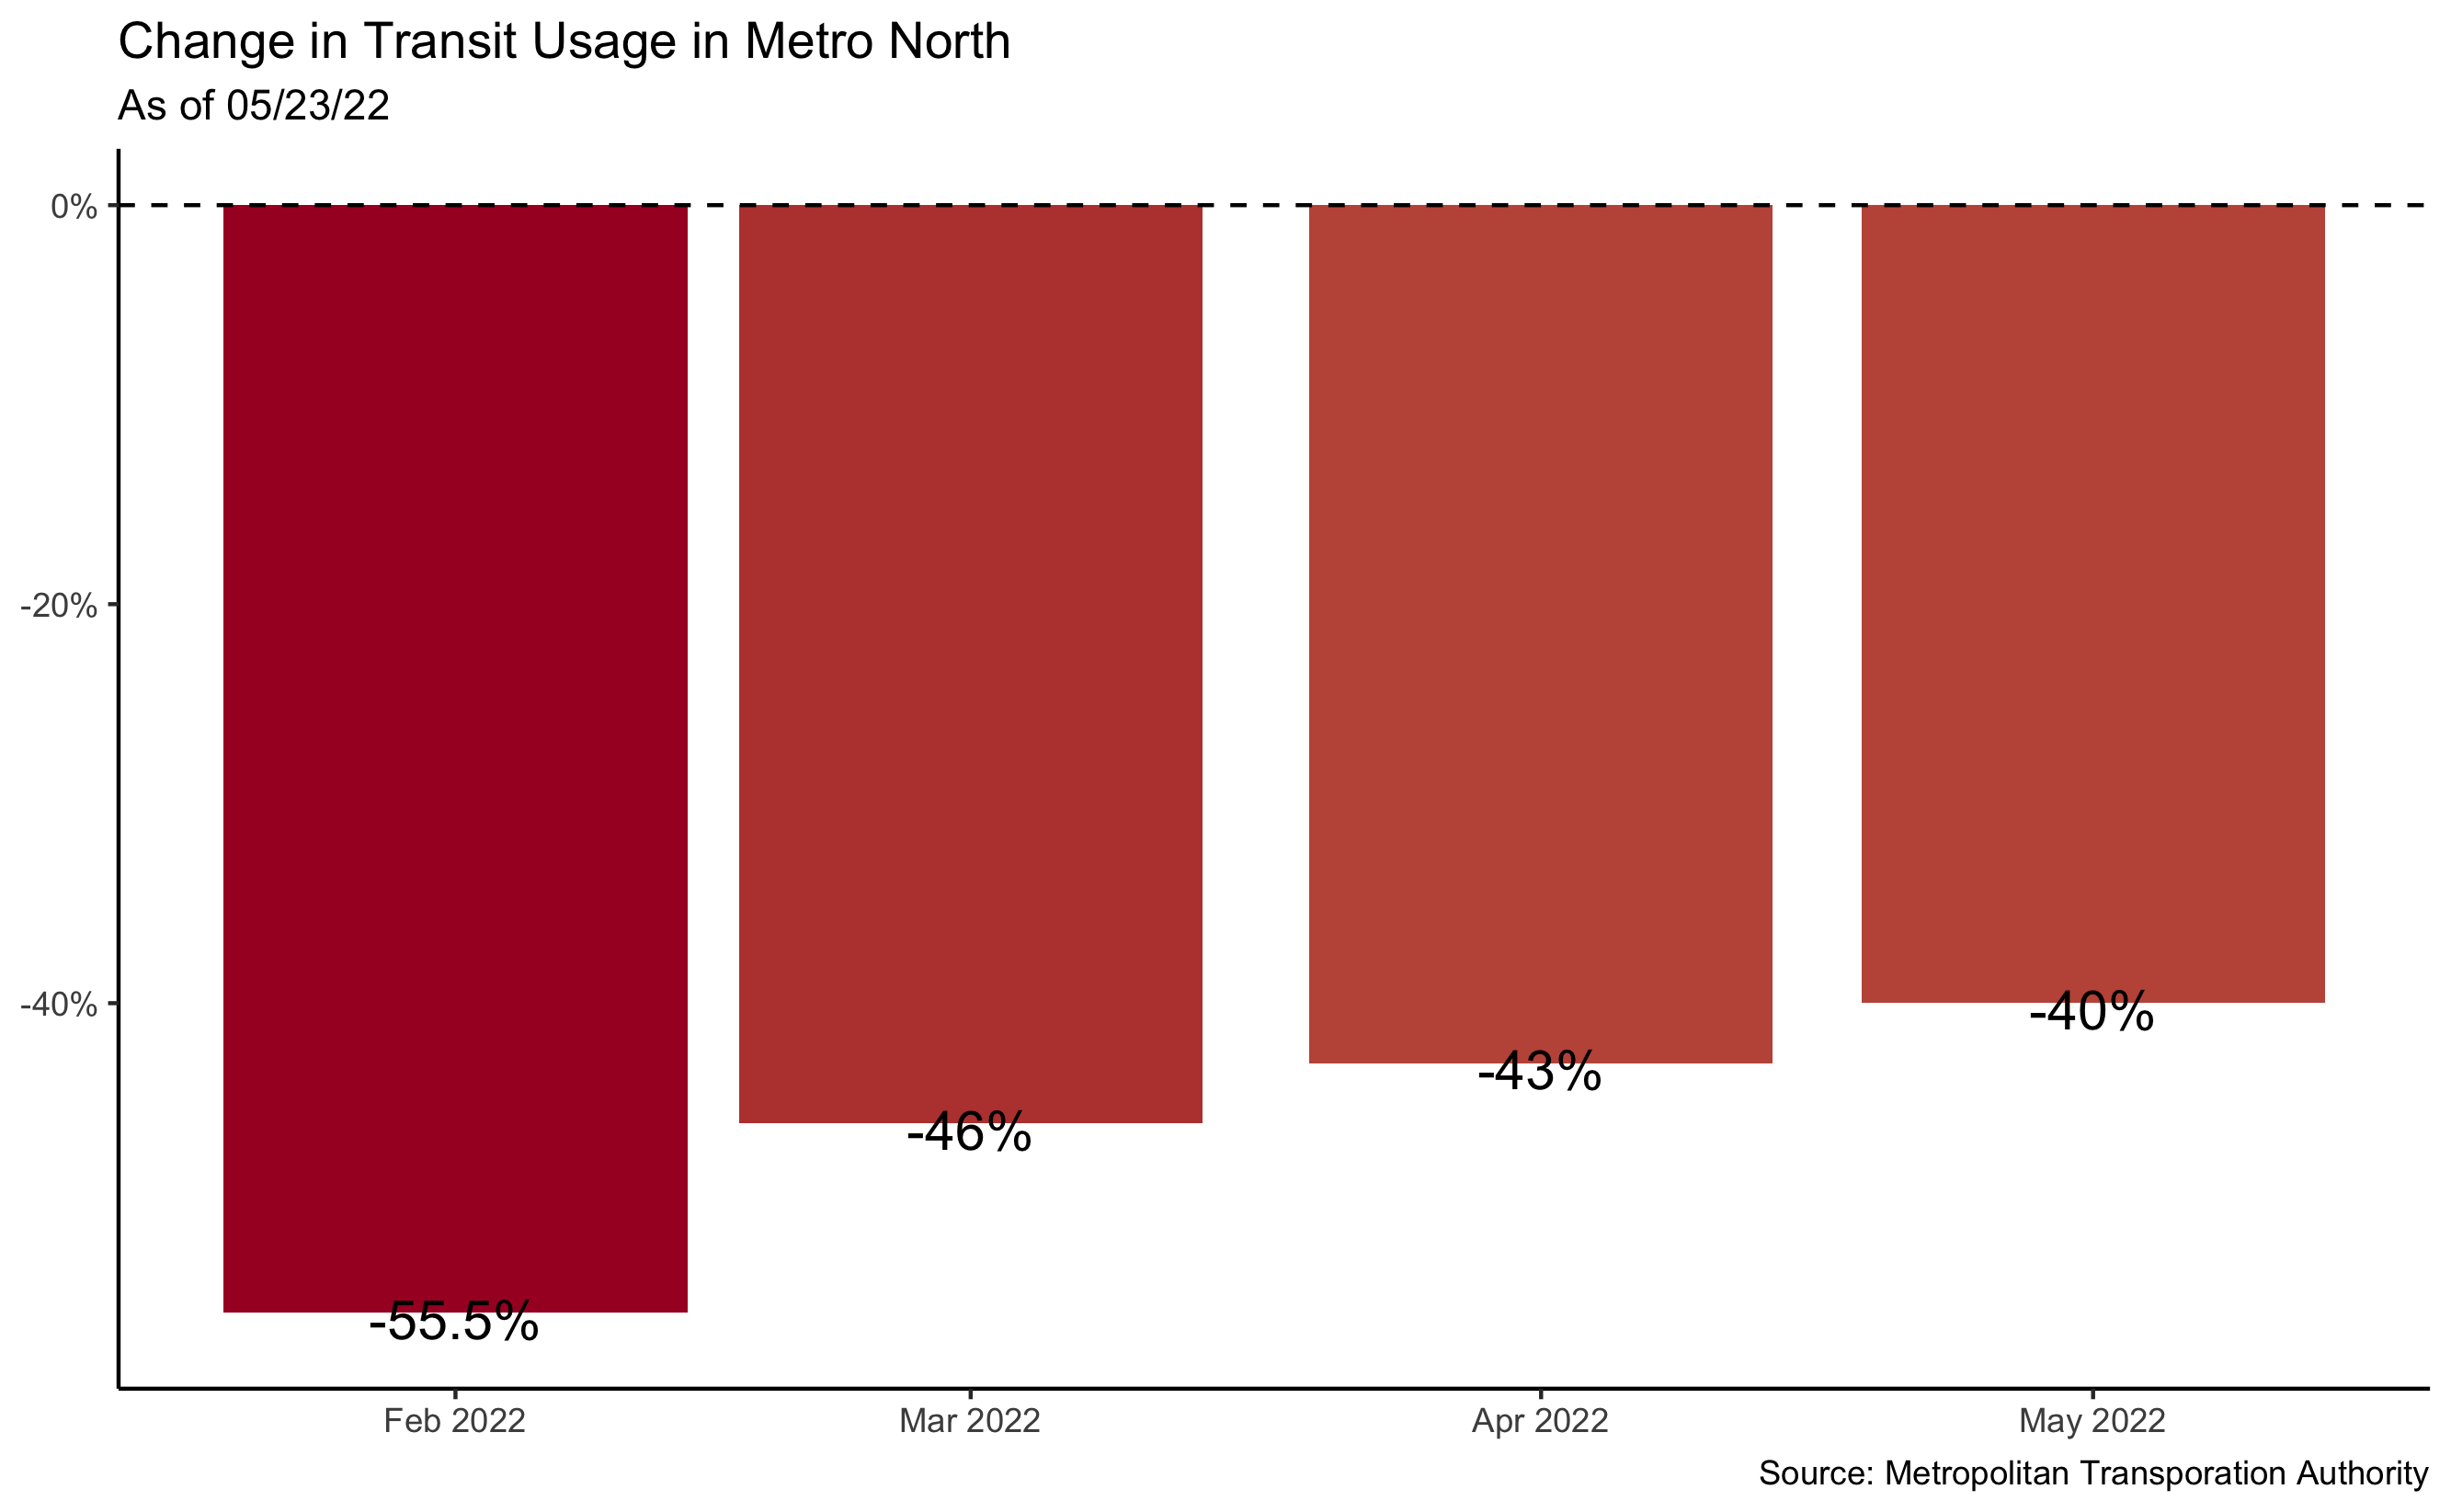 Change in Transit Usage in Metro North
As of 05/23/22
0%
-20%
-40%
-55.5%
-46%
-43%
-40%
Feb 2022
Mar 2022
Apr 2022
May 2022
Source: Metropolitan Transporation Authority